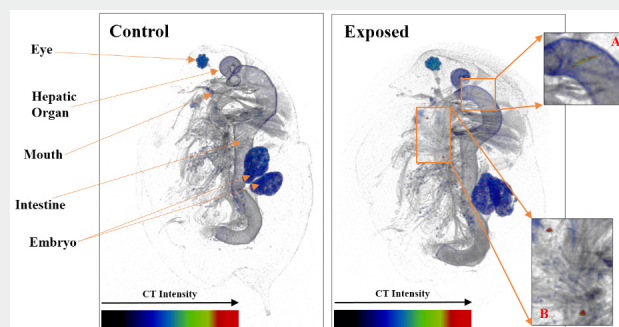 Control
Exposed
A
Eye
Hepatic
Organ
Mouth
Intestine
Embryo
B
CT Intensity
CT Intensity